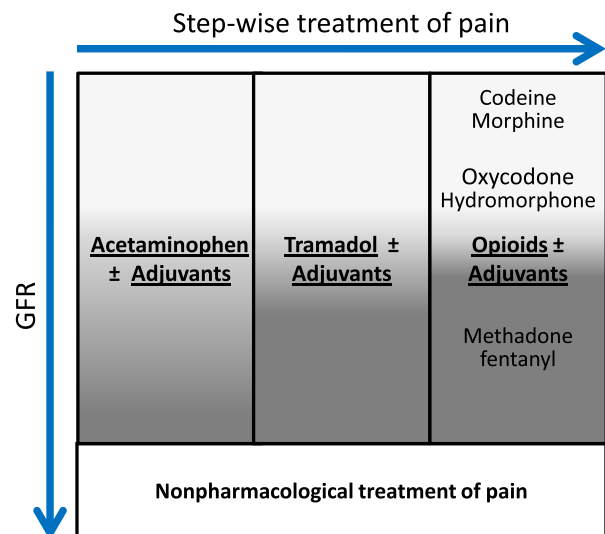 Step-wise treatment of pain
GFR
Codeine
Morphine
Oxycodone
Hydromorphone
Acetaminophen
± Adjuvants
Tramadol ±
Adjuvants
Opioids ±
Adjuvants
Methadone
fentanyl
Nonpharmacological treatment of pain